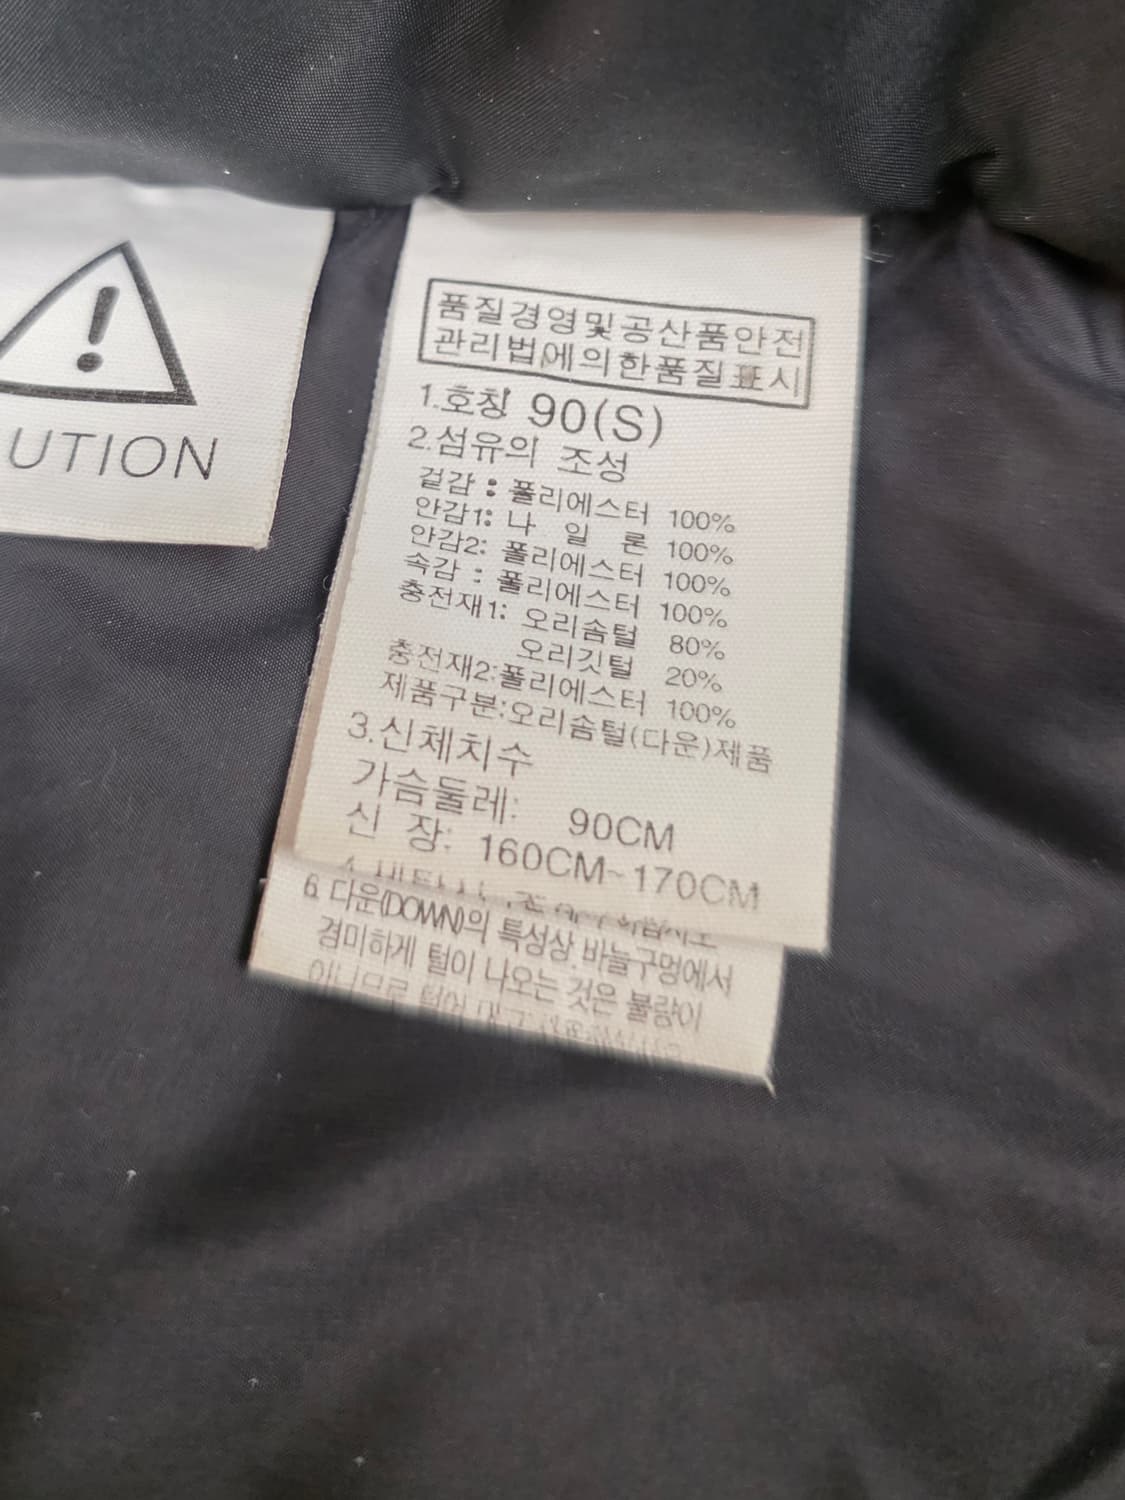 UTION
품질경영및공산품안전
관리법에의한품질표시
1.호칭 90(S)
2.섬유의 조성
겉감 : 폴리에스터 100%
안감1: 나 일 론 100%
안감2: 폴리에스터 100%
속감 : 폴리에스터 100%
충전재1: 오리솜털 80%
오리깃털 20%
충전재2:폴리에스터 100%
제품구분:오리솜털(다운)제품
3.신체치수
가슴둘레: 90CM
신 장: 160CM~170CM
6. 다운(DOWN)의 특성상 바늘구멍에서
경미하게 털이 나오는 것은 불량이
아니므로 털어